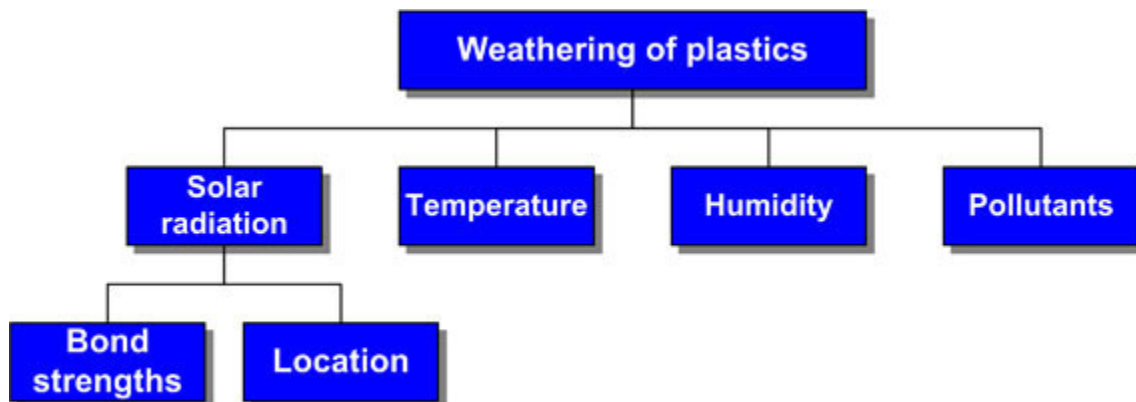 Weathering of plastics
Solar
radiation
Temperature
Humidity
Pollutants
Bond
strengths
Location